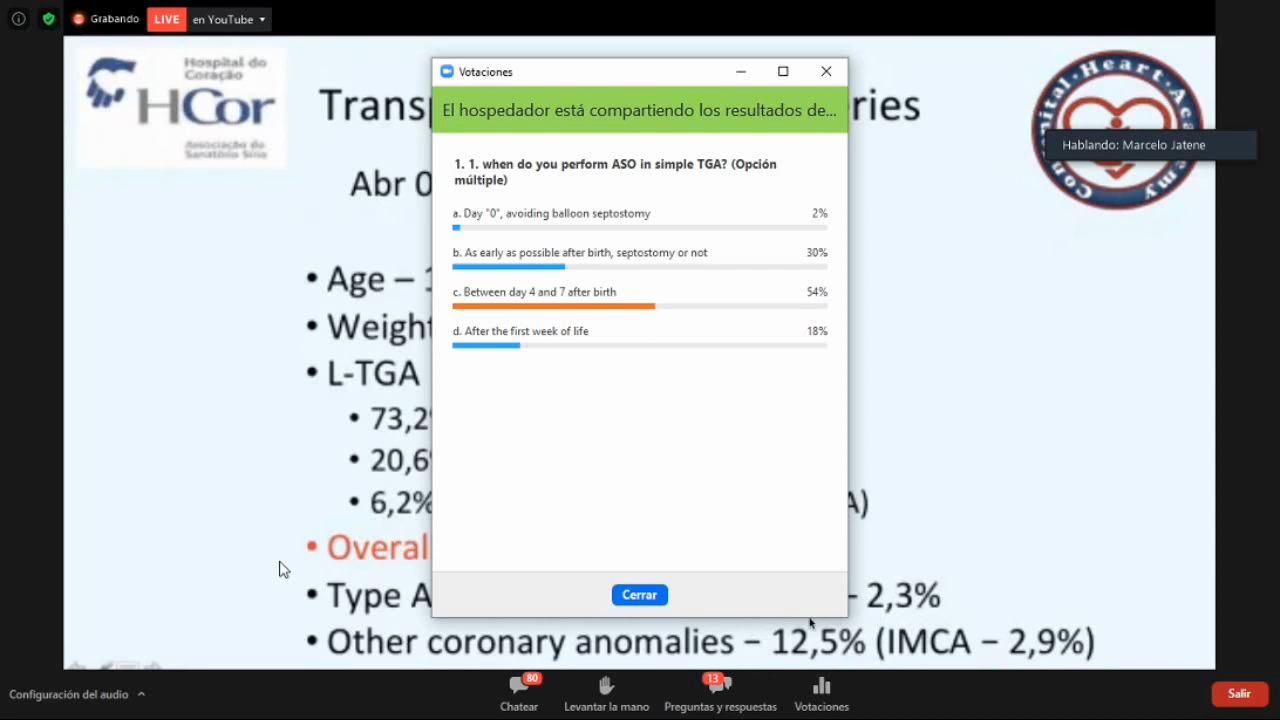 Grabando
LIVE
en YouTube
Hospital do
Coração
HCor
Associação do
Sanatório Sírio
Trans
ries
Abr 0
Age –
Weight
L-TGA
73,2
20,6
6,2%
A)
Overal
Type A
– 2,3%
Other coronary anomalies – 12,5% (IMCA – 2,9%)
Votaciones
El hospedador está compartiendo los resultados de...
1. 1. when do you perform ASO in simple TGA? (Opción
múltiple)
a. Day "0", avoiding balloon septostomy 2%
b. As early as possible after birth, septostomy or not 30%
c. Between day 4 and 7 after birth 54%
d. After the first week of life 18%
Cerrar
Congenital Heart Academy
Hablando: Marcelo Jatene
Configuración del audio
80
Chatear
Levantar la mano
13
Preguntas y respuestas
Votaciones
Salir